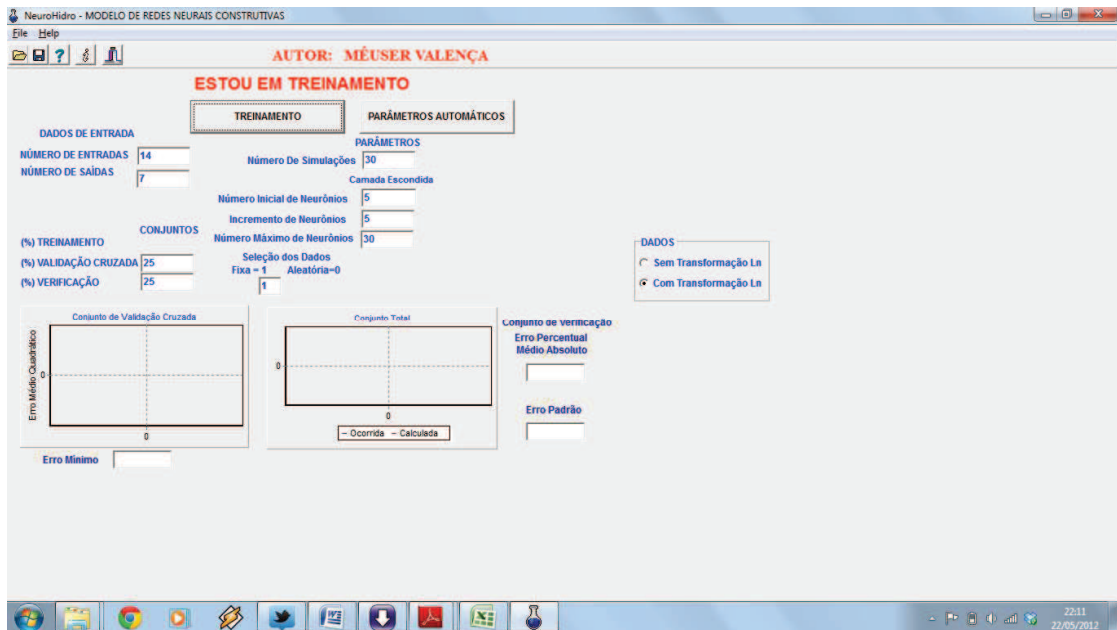 NeuroHidro - MODELO DE REDES NEURAIS CONSTRUTIVAS
File Help
AUTOR: MÊUSER VALENÇA
ESTOU EM TREINAMENTO
TREINAMENTO
PARÂMETROS AUTOMÁTICOS
DADOS DE ENTRADA
NÚMERO DE ENTRADAS 14
NÚMERO DE SAÍDAS 7
PARÂMETROS
Número De Simulações 30
Camada Escondida
Número Inicial de Neurônios 5
Incremento de Neurônios 5
Número Máximo de Neurônios 30
CONJUNTOS
(%) TREINAMENTO
(%) VALIDAÇÃO CRUZADA 25
(%) VERIFICAÇÃO 25
Seleção dos Dados
Fixa = 1 Aleatória=0
1
DADOS
Sem Transformação Ln
Com Transformação Ln
Conjunto de Validação Cruzada
Erro Médio Quadrático
0
0
Erro Mínimo
Conjunto Total
0
0
– Ocorrida – Calculada
Conjunto de Verificação
Erro Percentual
Médio Absoluto
Erro Padrão
22:11
22/05/2012